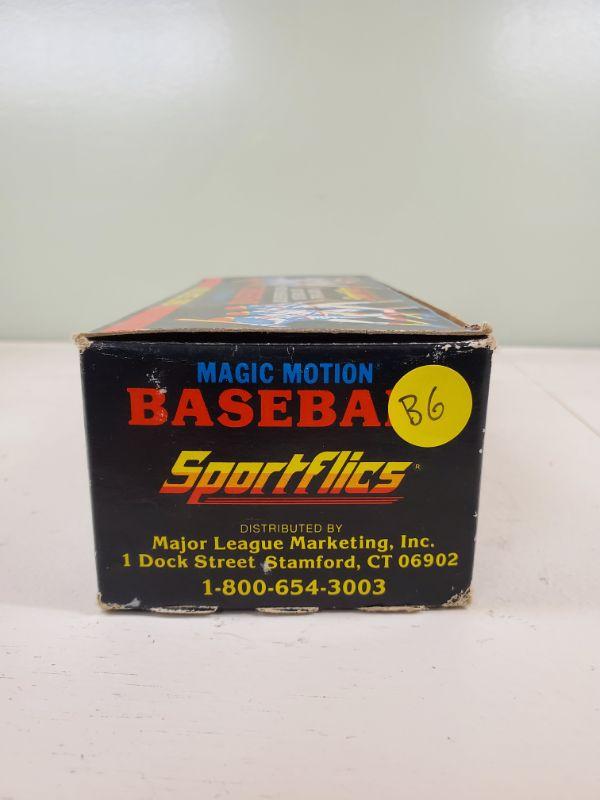 MAGIC MOTION
BASEBA
B6
Sportflics®
DISTRIBUTED BY
Major League Marketing, Inc.
1 Dock Street Stamford, CT 06902
1-800-654-3003